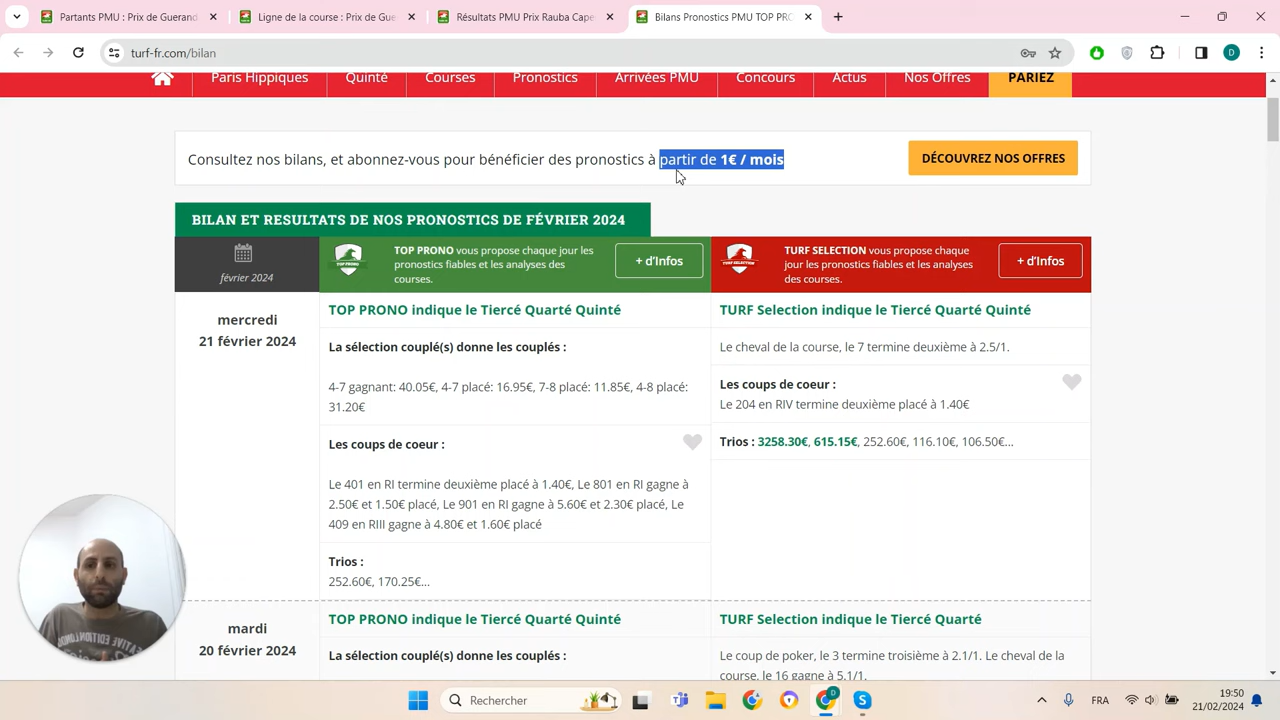 Partants PMU : Prix de Guerand
Ligne de la course : Prix de Gue
Résultats PMU Prix Rauba Cape
Bilans Pronostics PMU TOP PRO
turf-fr.com/bilan
D
Paris Hippiques
Quinté
Courses
Pronostics
Arrivées PMU
Concours
Actus
Nos Offres
PARIEZ
Consultez nos bilans, et abonnez-vous pour bénéficier des pronostics à partir de 1€ / mois
DÉCOUVREZ NOS OFFRES
BILAN ET RESULTATS DE NOS PRONOSTICS DE FÉVRIER 2024
février 2024
TOP PRONO
TOP PRONO vous propose chaque jour les
pronostics fiables et les analyses des
courses.
+ d'Infos
TURF SELECTION
TURF SELECTION vous propose chaque
jour les pronostics fiables et les analyses
des courses.
+ d'Infos
mercredi
21 février 2024
TOP PRONO indique le Tiercé Quarté Quinté
La sélection couplé(s) donne les couplés :
4-7 gagnant: 40.05€, 4-7 placé: 16.95€, 7-8 placé: 11.85€, 4-8 placé:
31.20€
Les coups de coeur :
Le 401 en RI termine deuxième placé à 1.40€, Le 801 en RI gagne à
2.50€ et 1.50€ placé, Le 901 en RI gagne à 5.60€ et 2.30€ placé, Le
409 en RIII gagne à 4.80€ et 1.60€ placé
Trios :
252.60€, 170.25€...
TURF Selection indique le Tiercé Quarté Quinté
Le cheval de la course, le 7 termine deuxième à 2.5/1.
Les coups de coeur :
Le 204 en RIV termine deuxième placé à 1.40€
Trios : 3258.30€, 615.15€, 252.60€, 116.10€, 106.50€...
mardi
20 février 2024
TOP PRONO indique le Tiercé Quarté Quinté
La sélection couplé(s) donne les couplés :
TURF Selection indique le Tiercé Quarté
Le coup de poker, le 3 termine troisième à 2.1/1. Le cheval de la
course, le 16 gagne à 5.1/1.
Rechercher
FRA
19:50
21/02/2024